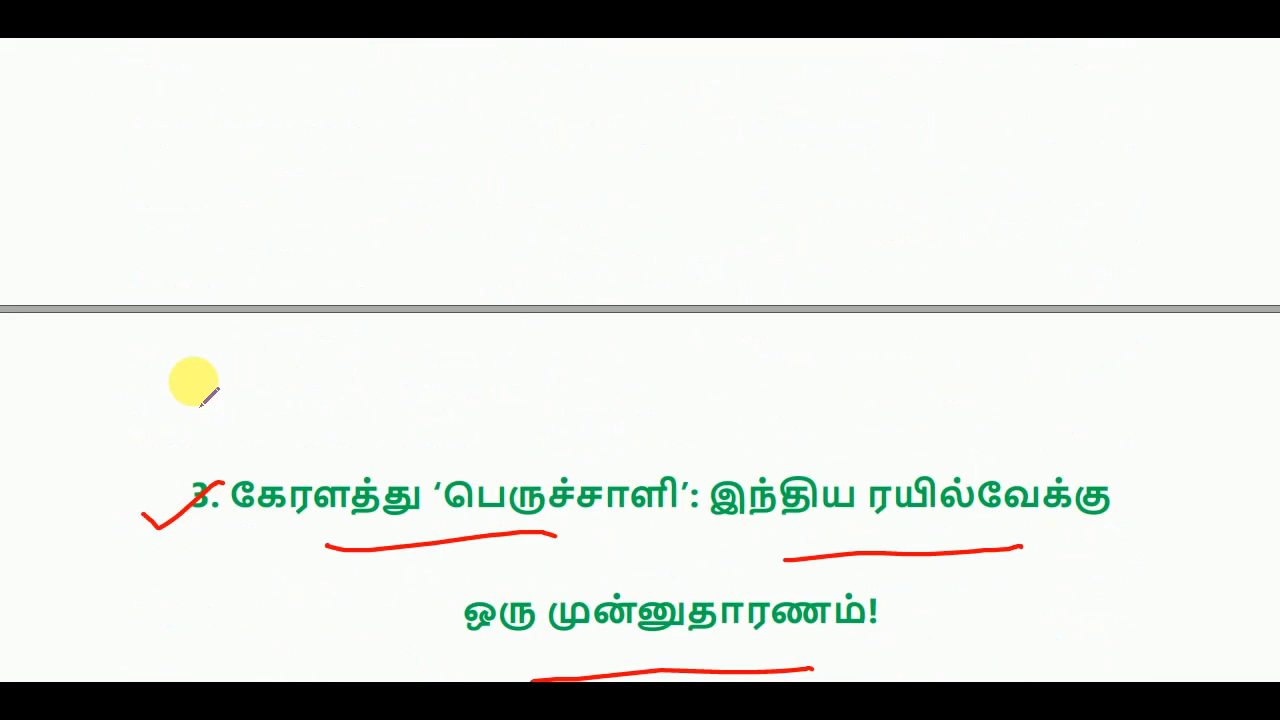 3. கேரளத்து ‘பெருச்சாளி’: இந்திய ரயில்வேக்கு
ஒரு முன்னுதாரணம்!